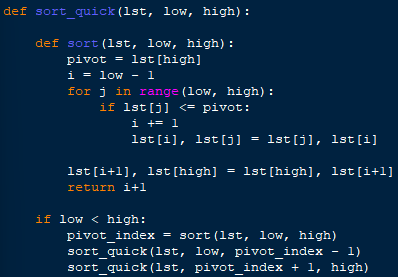 def sort_quick(lst, low, high):
    def sort(lst, low, high):
        pivot = lst[high]
        i = low - 1
        for j in range(low, high):
            if lst[j] <= pivot:
                i += 1
                lst[i], lst[j] = lst[j], lst[i]
        lst[i+1], lst[high] = lst[high], lst[i+1]
        return i+1
    if low < high:
        pivot_index = sort(lst, low, high)
        sort_quick(lst, low, pivot_index - 1)
        sort_quick(lst, pivot_index + 1, high)